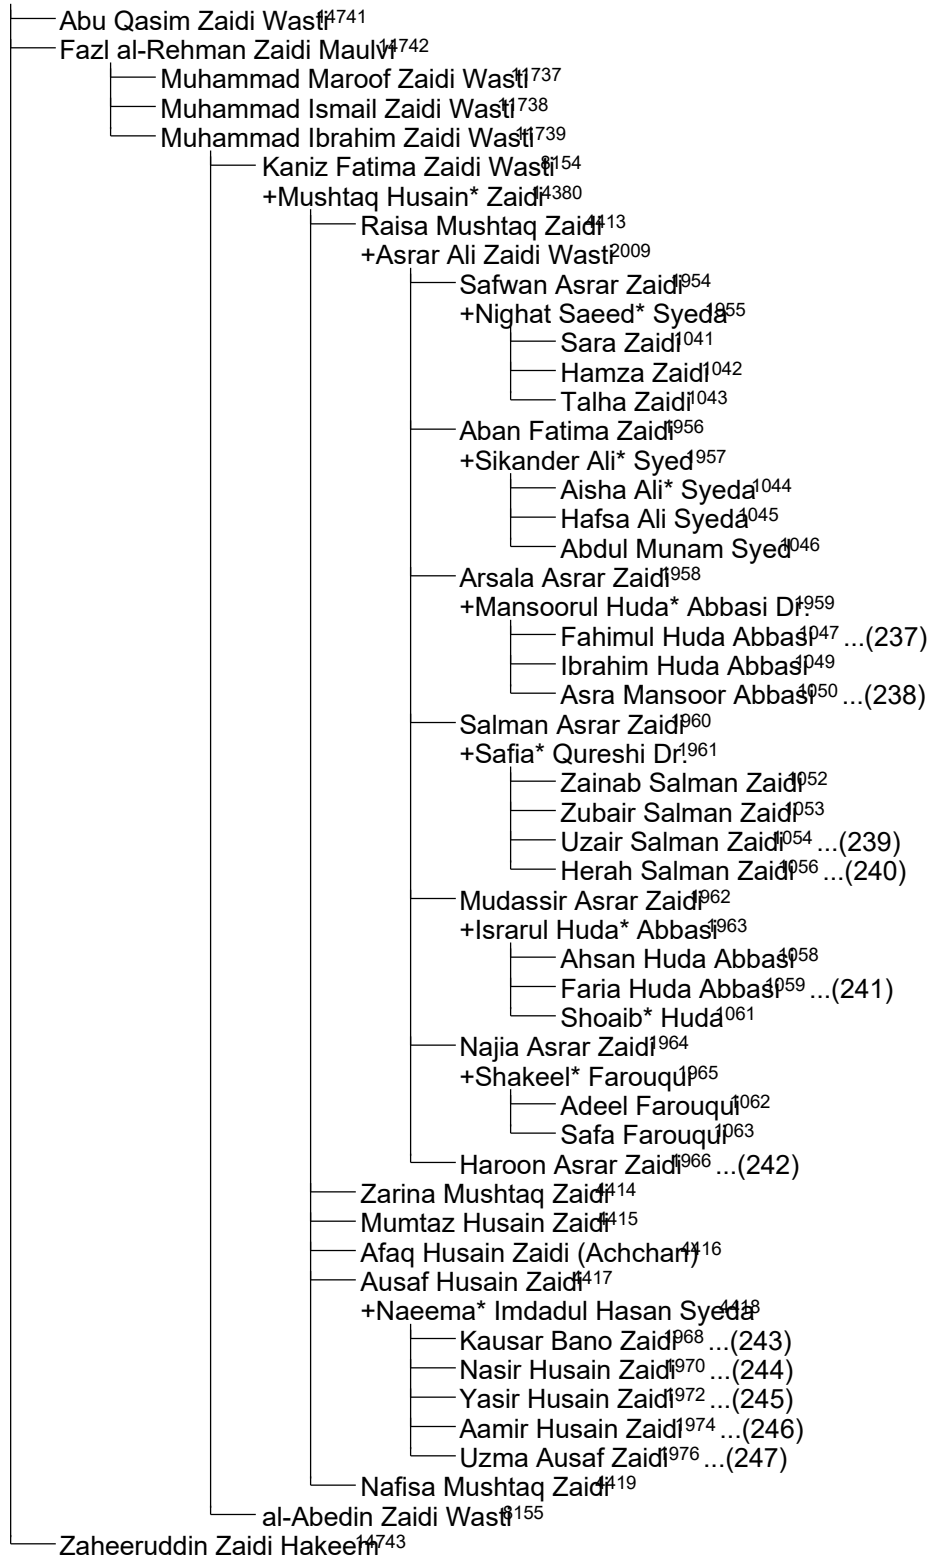 Abu Qasim Zaidi Wasti14741
Fazl al-Rehman Zaidi Maulvi14742
Muhammad Maroof Zaidi Wasti11737
Muhammad Ismail Zaidi Wasti11738
Muhammad Ibrahim Zaidi Wasti11739
Kaniz Fatima Zaidi Wasti8154
+Mushtaq Husain* Zaidi14380
Raisa Mushtaq Zaidi4413
+Asrar Ali Zaidi Wasti2009
Safwan Asrar Zaidi1954
+Nighat Saeed* Syeda1955
Sara Zaidi1041
Hamza Zaidi1042
Talha Zaidi1043
Aban Fatima Zaidi1956
+Sikander Ali* Syed1957
Aisha Ali* Syeda1044
Hafsa Ali Syeda1045
Abdul Munam Syed1046
Arsala Asrar Zaidi1958
+Mansoorul Huda* Abbasi Dr.1959
Fahimul Huda Abbasi1047 ...(237)
Ibrahim Huda Abbasi1049
Asra Mansoor Abbasi1050 ...(238)
Salman Asrar Zaidi1960
+Safia* Qureshi Dr.1961
Zainab Salman Zaidi1052
Zubair Salman Zaidi1053
Uzair Salman Zaidi1054 ...(239)
Herah Salman Zaidi1056 ...(240)
Mudassir Asrar Zaidi1962
+Israrul Huda* Abbasi1963
Ahsan Huda Abbasi1058
Faria Huda Abbasi1059 ...(241)
Shoaib* Huda1061
Najia Asrar Zaidi1964
+Shakeel* Farouqui1965
Adeel Farouqui1062
Safa Farouqui1063
Haroon Asrar Zaidi1966 ...(242)
Zarina Mushtaq Zaidi4414
Mumtaz Husain Zaidi4415
Afaq Husain Zaidi (Achchan)4416
Ausaf Husain Zaidi4417
+Naeema* Imdadul Hasan Syeda4418
Kausar Bano Zaidi1968 ...(243)
Nasir Husain Zaidi1970 ...(244)
Yasir Husain Zaidi1972 ...(245)
Aamir Husain Zaidi1974 ...(246)
Uzma Ausaf Zaidi1976 ...(247)
Nafisa Mushtaq Zaidi4419
al-Abedin Zaidi Wasti8155
Zaheeruddin Zaidi Hakeem14743